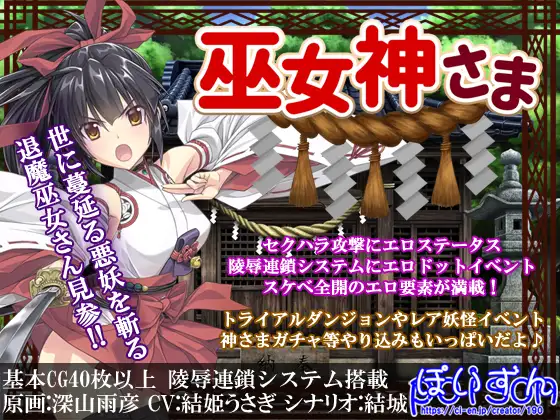 巫女神さま
世に蔓延る悪妖を斬る
退魔巫女さん見参!!
セクハラ攻撃にエロステータス
陵辱連鎖システムにエロドットイベント
スケベ全開のエロ要素が満載！
トライアルダンジョンやレア妖怪イベント
神さまガチャ等やり込みもいっぱいだよ♪
基本CG40枚以上 陵辱連鎖システム搭載
原画:深山雨彦 CV:結姫うさぎ シナリオ:結城
ぽいずん
https://ci-en.jp/creator/163